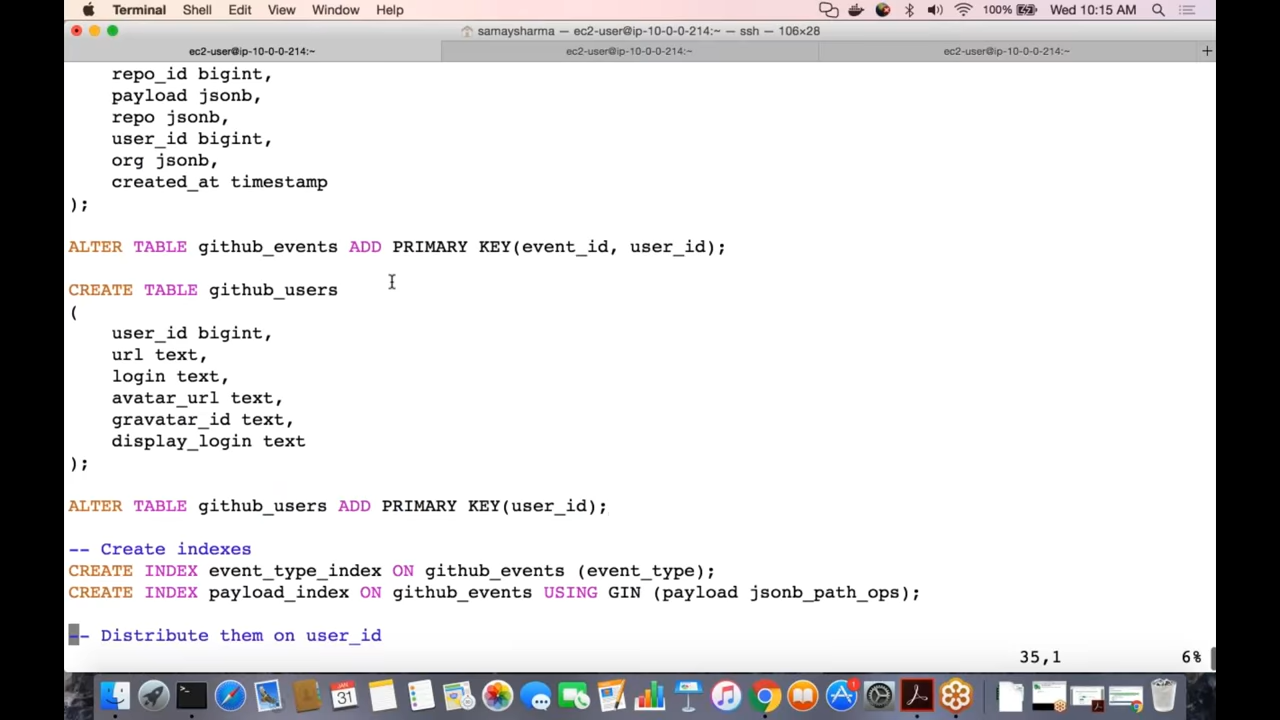 Terminal Shell Edit View Window Help 100% Wed 10:15 AM
samaysharma — ec2-user@ip-10-0-0-214:~ — ssh — 106×28
ec2-user@ip-10-0-0-214:~ ec2-user@ip-10-0-0-214:~ ec2-user@ip-10-0-0-214:~ +
repo_id bigint,
payload jsonb,
repo jsonb,
user_id bigint,
org jsonb,
created_at timestamp
);
ALTER TABLE github_events ADD PRIMARY KEY(event_id, user_id);
CREATE TABLE github_users
(
user_id bigint,
url text,
login text,
avatar_url text,
gravatar_id text,
display_login text
);
ALTER TABLE github_users ADD PRIMARY KEY(user_id);
-- Create indexes
CREATE INDEX event_type_index ON github_events (event_type);
CREATE INDEX payload_index ON github_events USING GIN (payload jsonb_path_ops);
-- Distribute them on user_id
35,1 6%
JAN
31
1